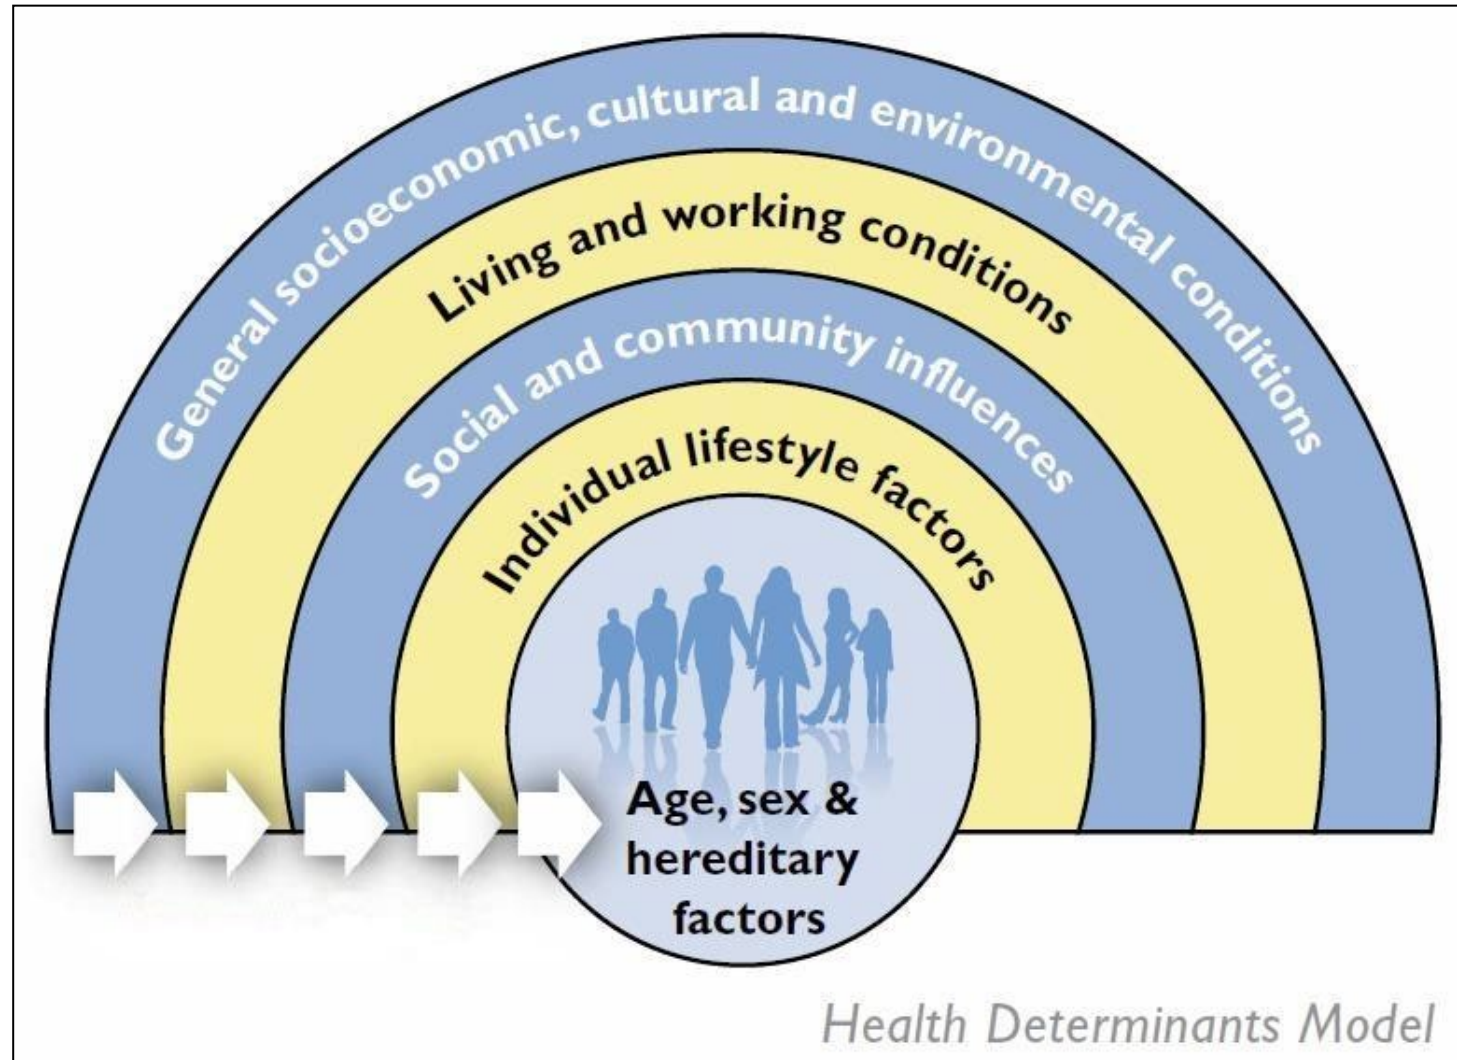 General socioeconomic, cultural and environmental conditions
Living and working conditions
Social and community influences
Individual lifestyle factors
Age, sex &
hereditary
factors
Health Determinants Model